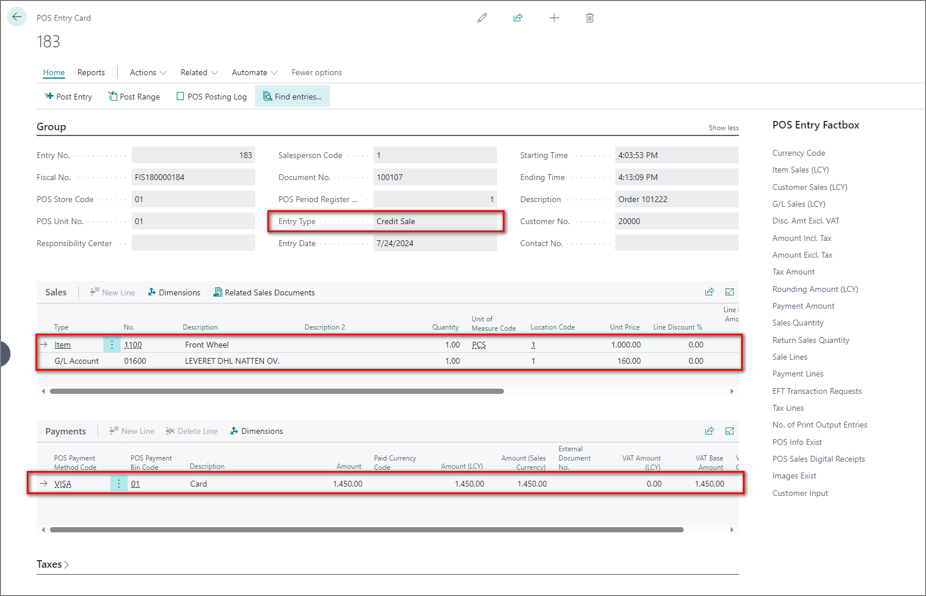 POS Entry Card
183
Home Reports Actions Related Automate Fewer options
Post Entry Post Range POS Posting Log Find entries...
Group
Show less
Entry No. 183
Fiscal No. FIS180000184
POS Store Code 01
POS Unit No. 01
Responsibility Center
Salesperson Code 1
Document No. 100107
POS Period Register ... 1
Entry Type Credit Sale
Entry Date 7/24/2024
Starting Time 4:03:53 PM
Ending Time 4:13:09 PM
Description Order 101222
Customer No. 20000
Contact No.
Sales New Line Dimensions Related Sales Documents
Type No. Description Description 2 Quantity Unit of Measure Code Location Code Unit Price Line Discount % Line
Item 1100 Front Wheel 1.00 PCS 1 1,000.00 0.00
G/L Account 01600 LEVERET DHL NATTEN OV. 1.00 1 160.00 0.00
Payments New Line Delete Line Dimensions
POS Payment Method Code POS Payment Bin Code Description Amount Paid Currency Code Amount (LCY) Amount (Sales Currency) External Document No. VAT Amount (LCY) VAT Base Amount
VISA 01 Card 1.450.00 1.450.00 1.450.00 0.00 1.450.00
Taxes
POS Entry Factbox
Currency Code
Item Sales (LCY)
Customer Sales (LCY)
G/L Sales (LCY)
Disc. Amt Excl. VAT
Amount Incl. Tax
Amount Excl. Tax
Tax Amount
Rounding Amount (LCY)
Payment Amount
Sales Quantity
Return Sales Quantity
Sale Lines
Payment Lines
EFT Transaction Requests
Tax Lines
No. of Print Output Entries
POS Info Exist
POS Sales Digital Receipts
Images Exist
Customer Input